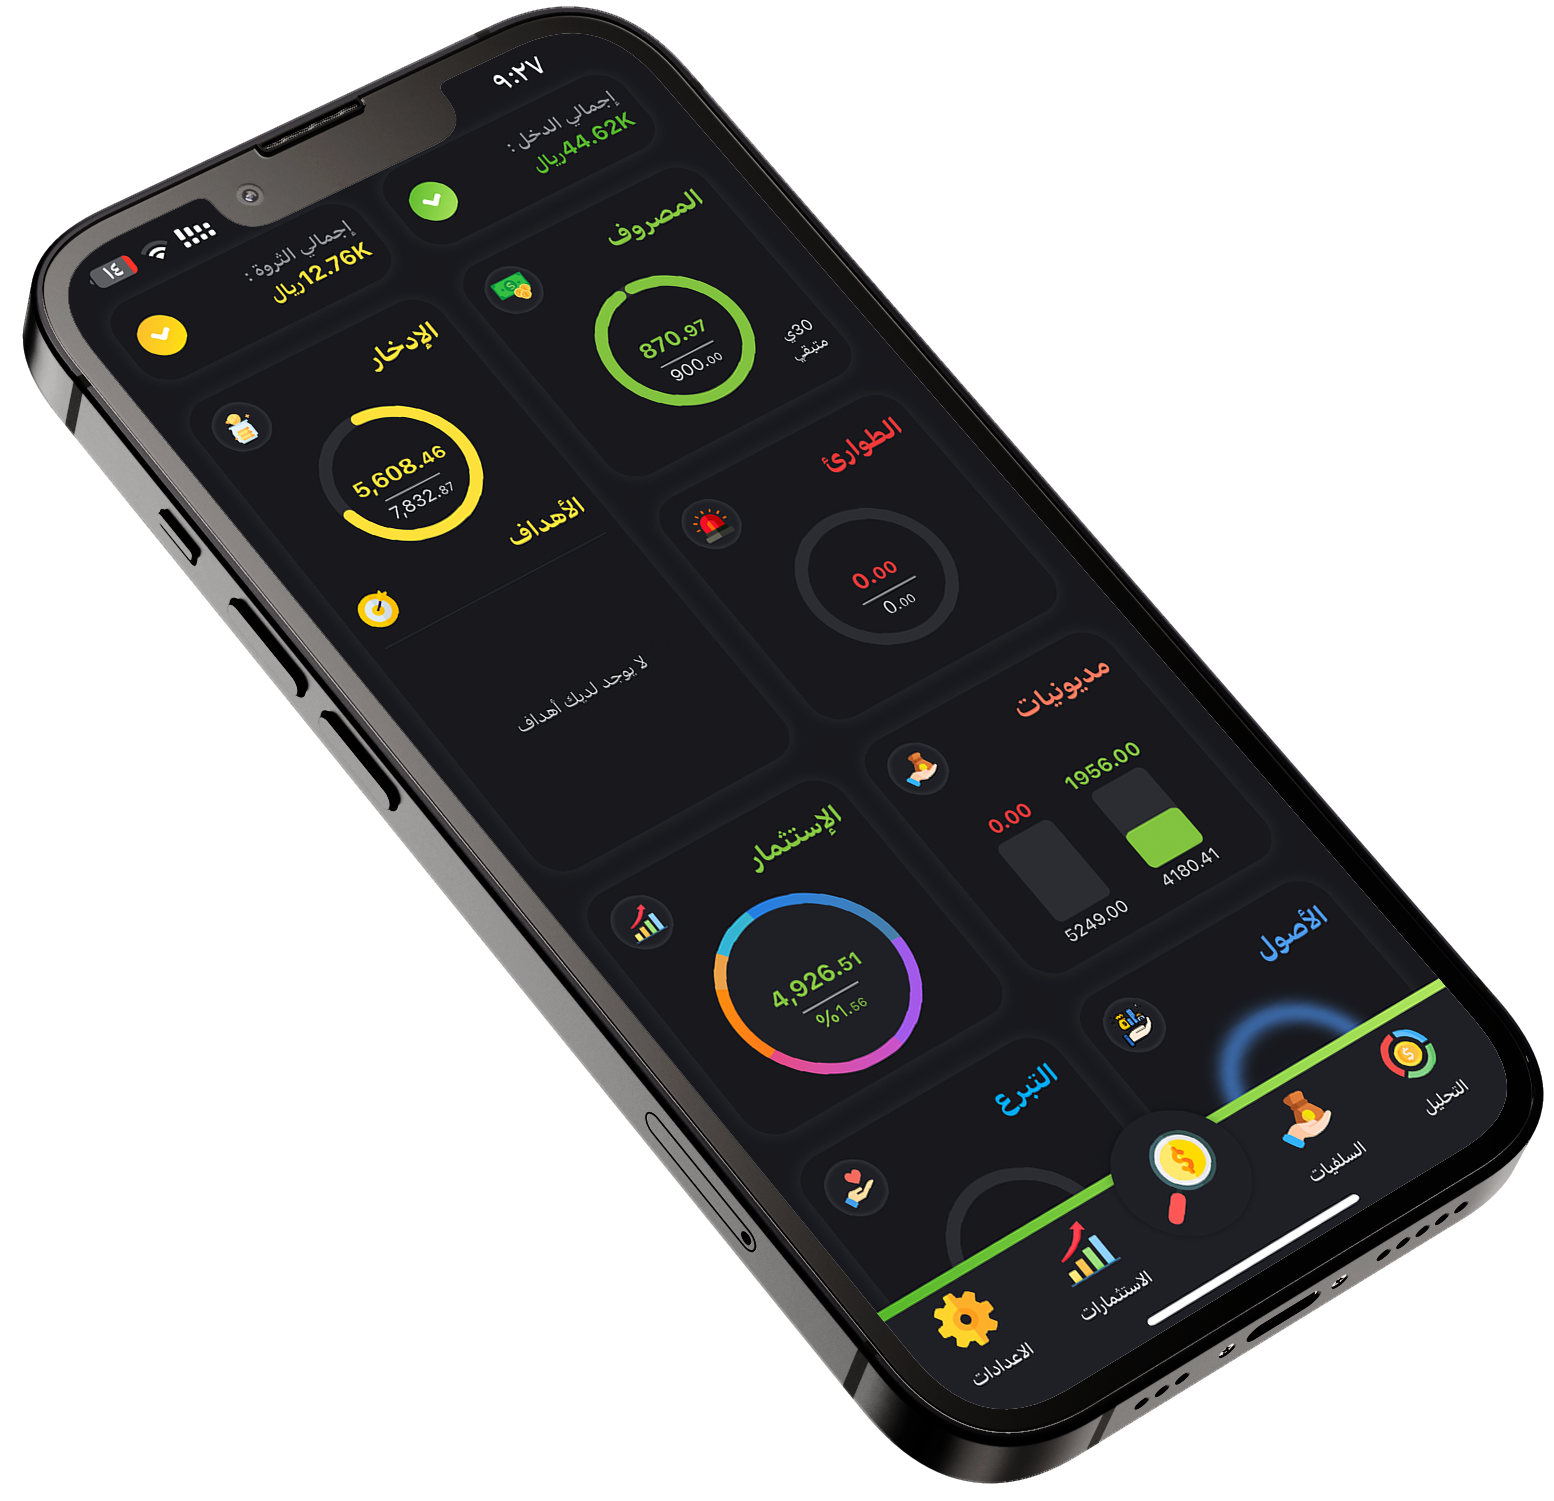 ٩:٢٧
١٤
إجمالي الدخل :
44.62Kريال
إجمالي الثروة :
12.76Kريال
المصروف
870.97
900.00
30ي
متبقي
الإدخار
5,608.46
7,832.87
الأهداف
لا يوجد لديك أهداف
الطوارئ
0.00
0.00
مديونيات
1956.00
4180.41
0.00
5249.00
الإستثمار
4,926.51
%1.56
الأصول
التبرع
التحليل
السلفيات
الاستثمارات
الاعدادات